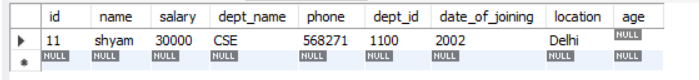 id name salary dept_name phone dept_id date_of_joining location age
11 shyam 30000 CSE 568271 1100 2002 Delhi NULL
NULL NULL NULL NULL NULL NULL NULL NULL NULL